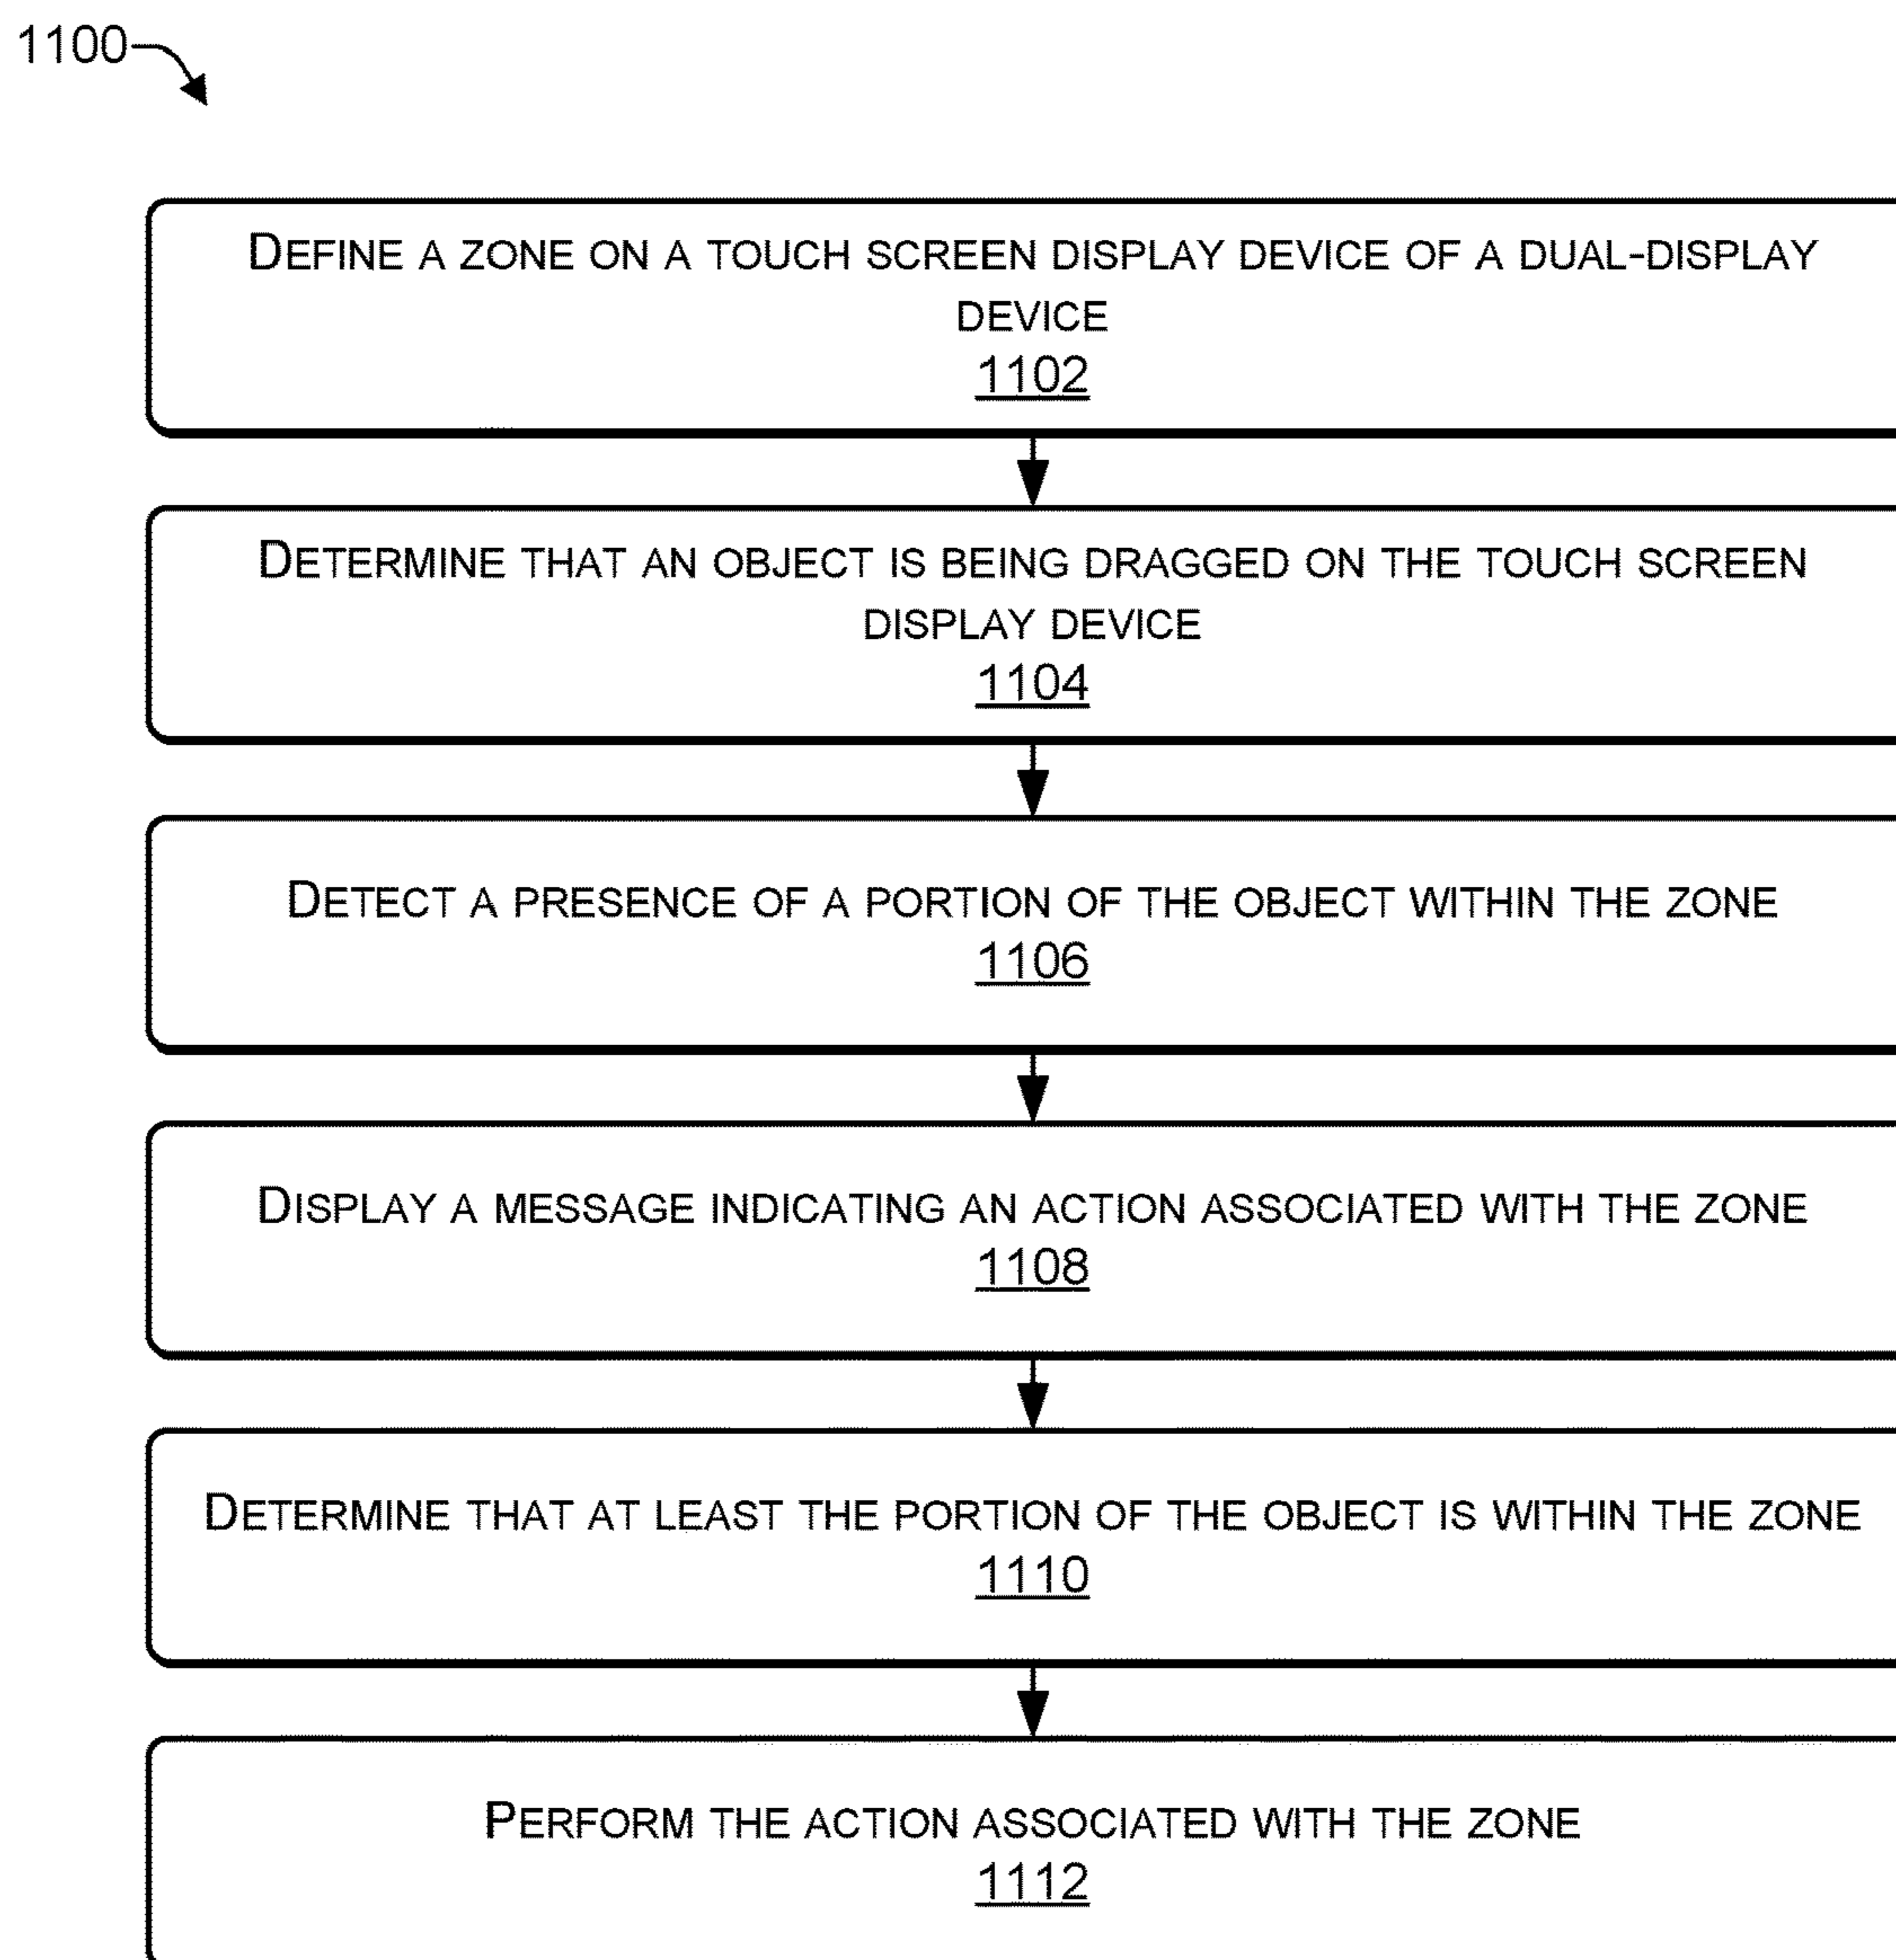 1100
DEFINE A ZONE ON A TOUCH SCREEN DISPLAY DEVICE OF A DUAL-DISPLAY
DEVICE
1102
DETERMINE THAT AN OBJECT IS BEING DRAGGED ON THE TOUCH SCREEN
DISPLAY DEVICE
1104
DETECT A PRESENCE OF A PORTION OF THE OBJECT WITHIN THE ZONE
1106
DISPLAY A MESSAGE INDICATING AN ACTION ASSOCIATED WITH THE ZONE
1108
DETERMINE THAT AT LEAST THE PORTION OF THE OBJECT IS WITHIN THE ZONE
1110
PERFORM THE ACTION ASSOCIATED WITH THE ZONE
1112